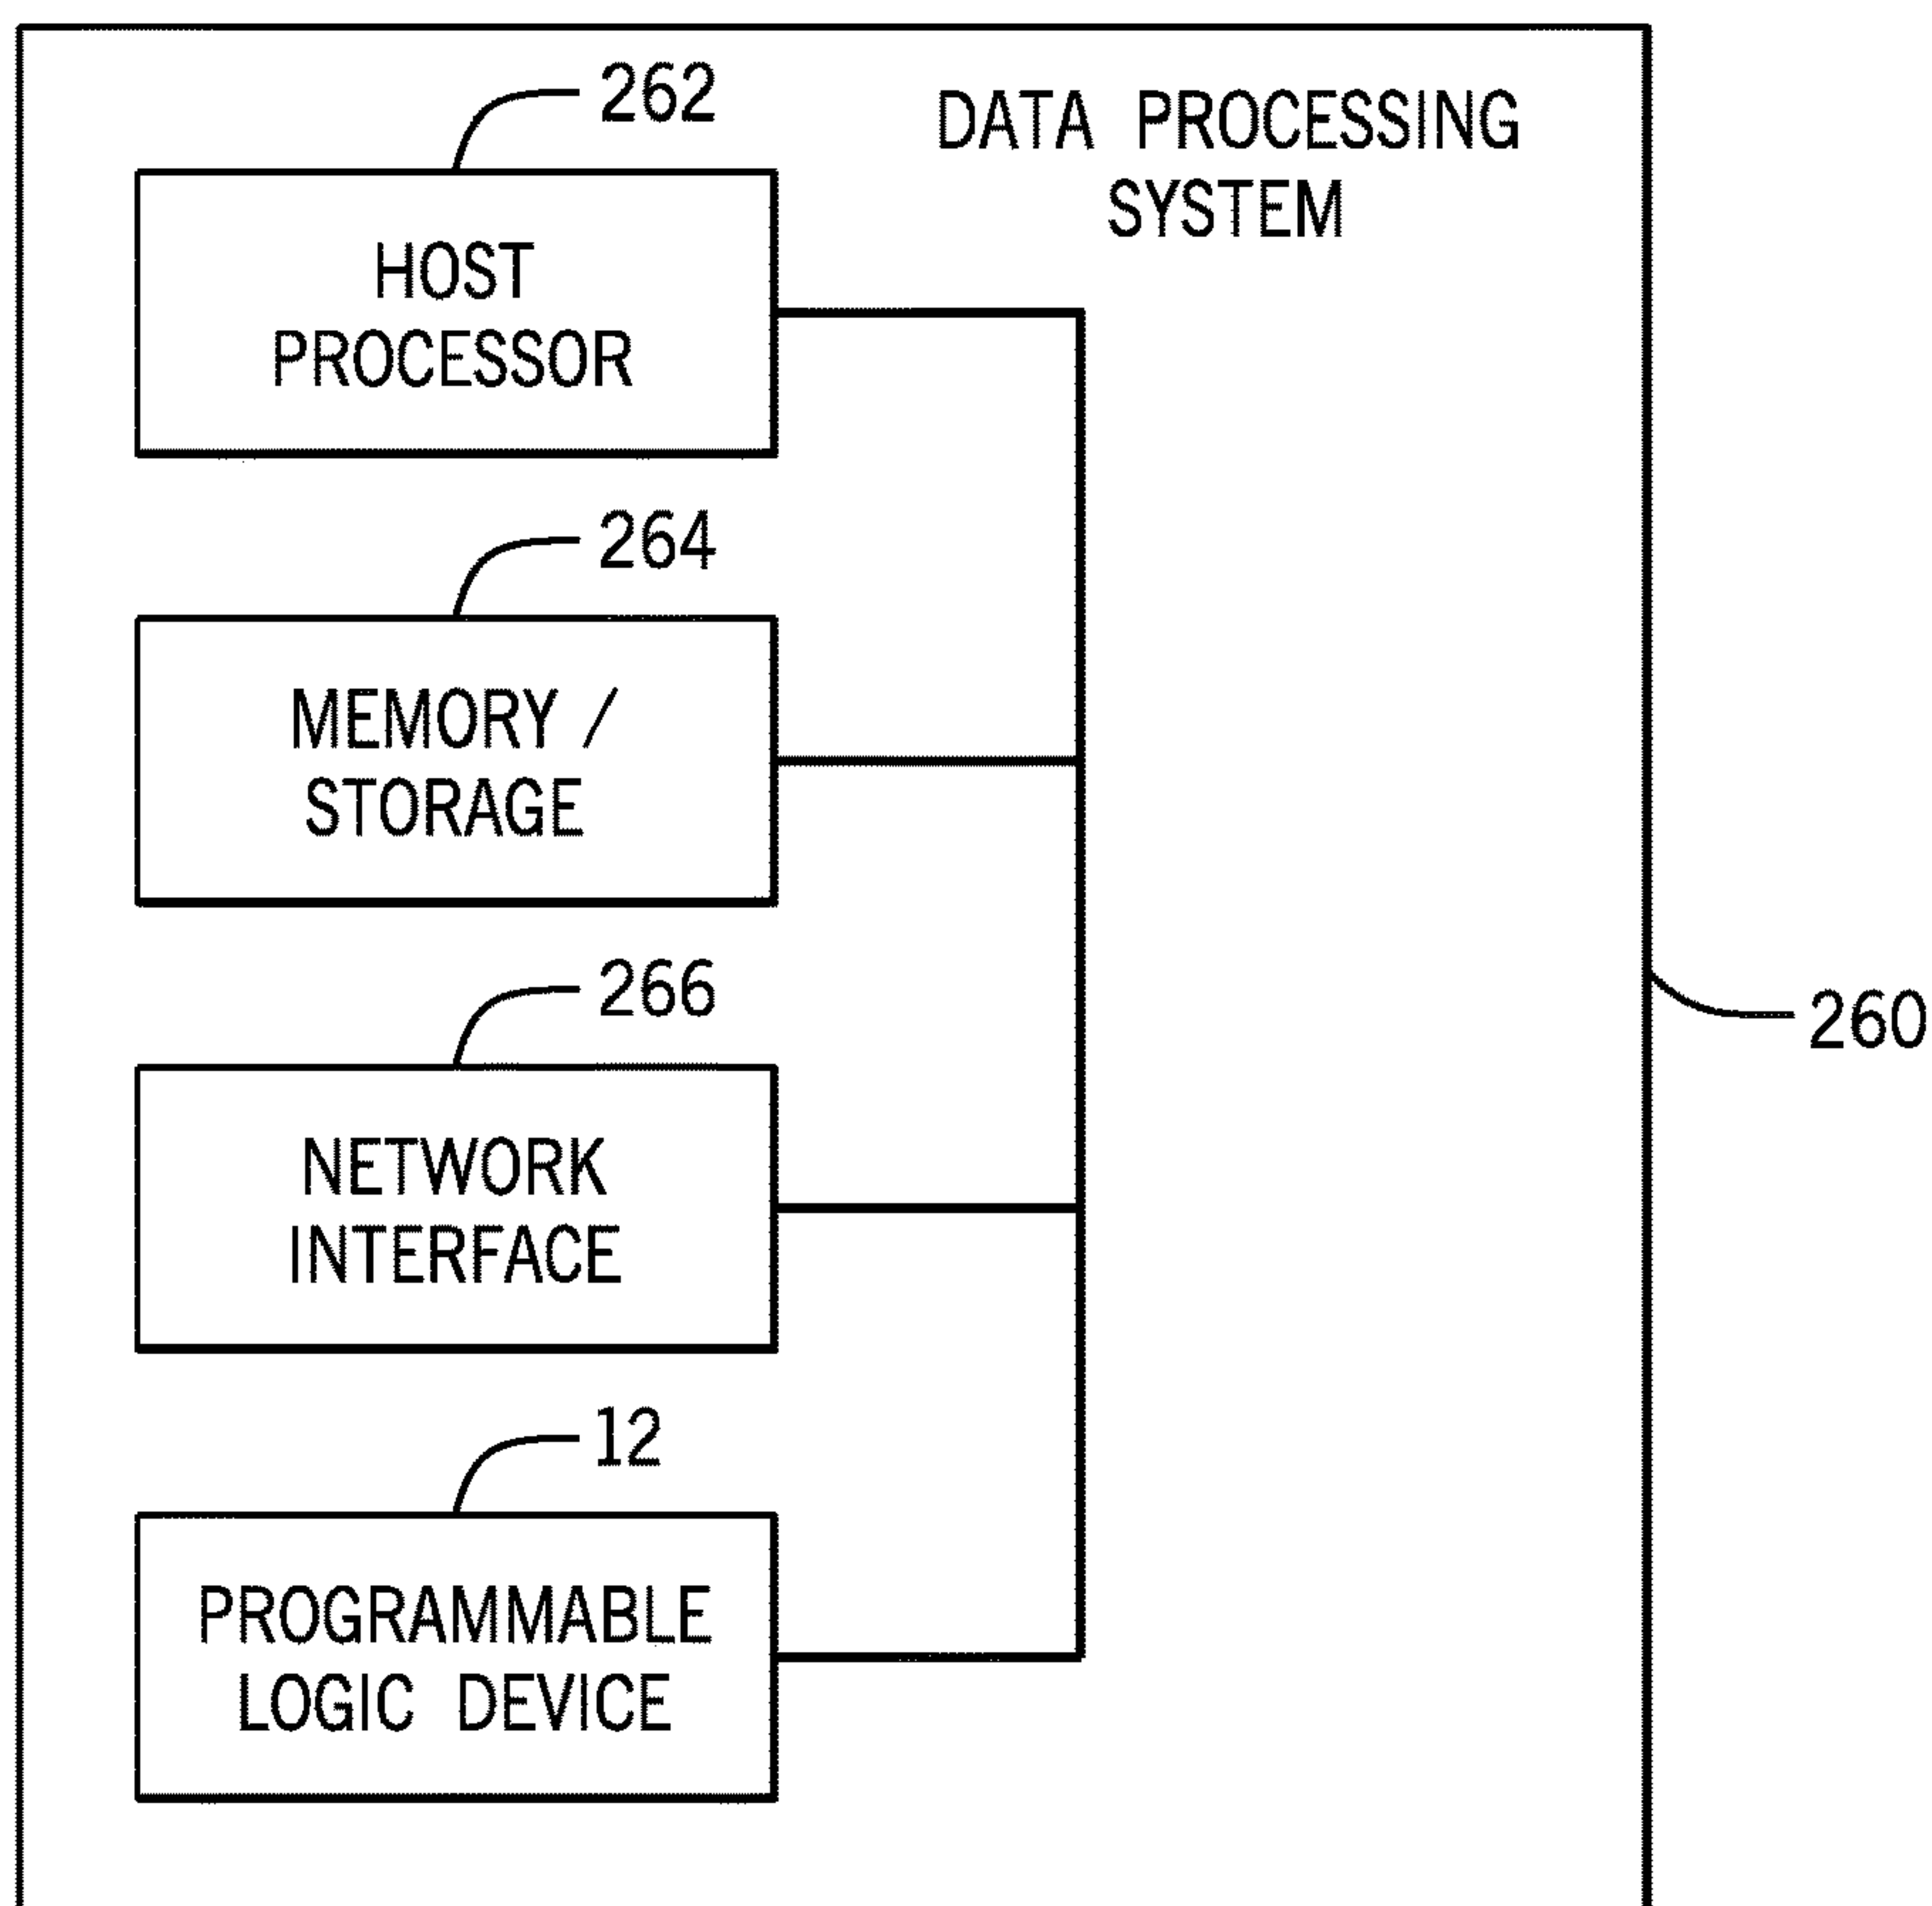 262
DATA PROCESSING
SYSTEM
HOST
PROCESSOR
264
MEMORY /
STORAGE
266
260
NETWORK
INTERFACE
12
PROGRAMMABLE
LOGIC DEVICE